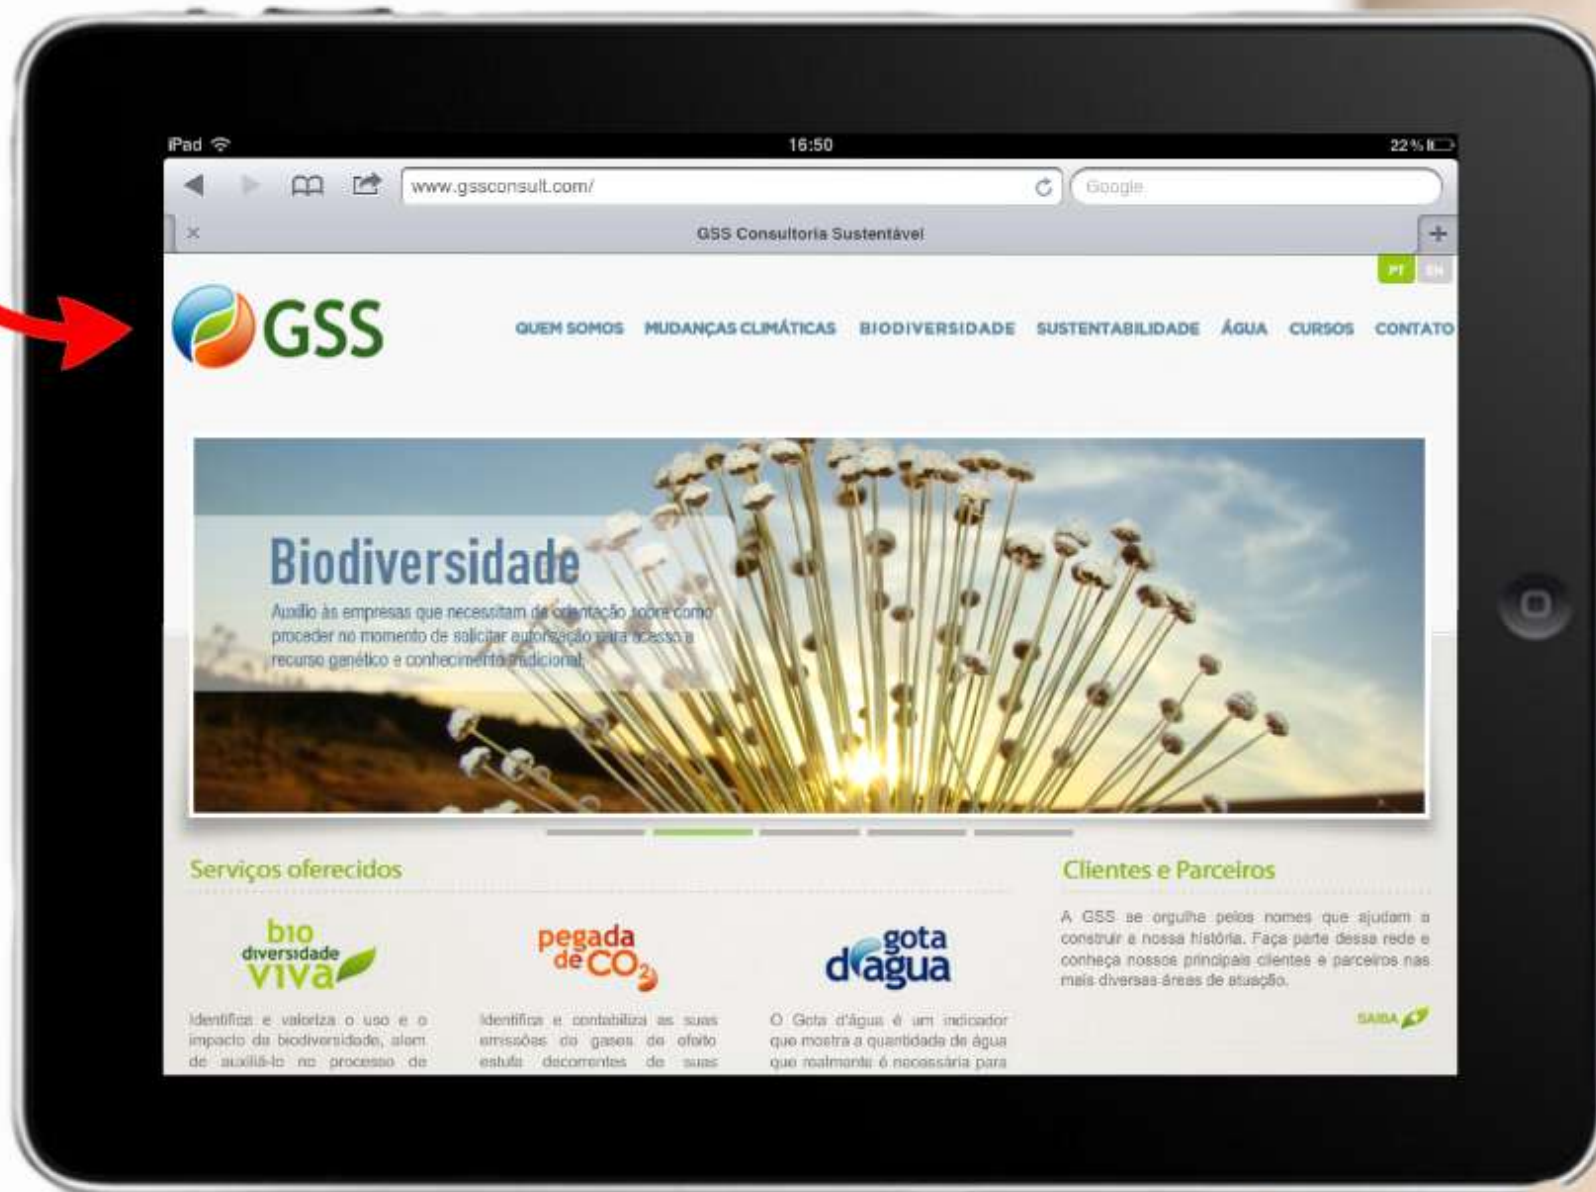 iPad
16:50
22%
www.gssconsult.com/
Google
GSS Consultoria Sustentável
PT
EN
GSS
QUEM SOMOS
MUDANÇAS CLIMÁTICAS
BIODIVERSIDADE
SUSTENTABILIDADE
ÁGUA
CURSOS
CONTATO
Biodiversidade
Auxílio às empresas que necessitam de orientação sobre como
proceder no momento de solicitar autorização para acesso a
recurso genético e conhecimento tradicional.
Serviços oferecidos
bio
diversidade
viva
Identifica e valoriza o uso e o
impacto da biodiversidade, alem
de auxiliá-lo no processo de
pegada
de CO2
Identifica e contabiliza as suas
emissões de gases de efeito
estufa decorrentes de suas
gota
d'água
O Gota d'água é um indicador
que mostra a quantidade de água
que realmente é necessária para
Clientes e Parceiros
A GSS se orgulha pelos nomes que ajudam a
construir a nossa história. Faça parte dessa rede e
conheça nossos principais clientes e parceiros nas
mais diversas áreas de atuação.
SAIBA